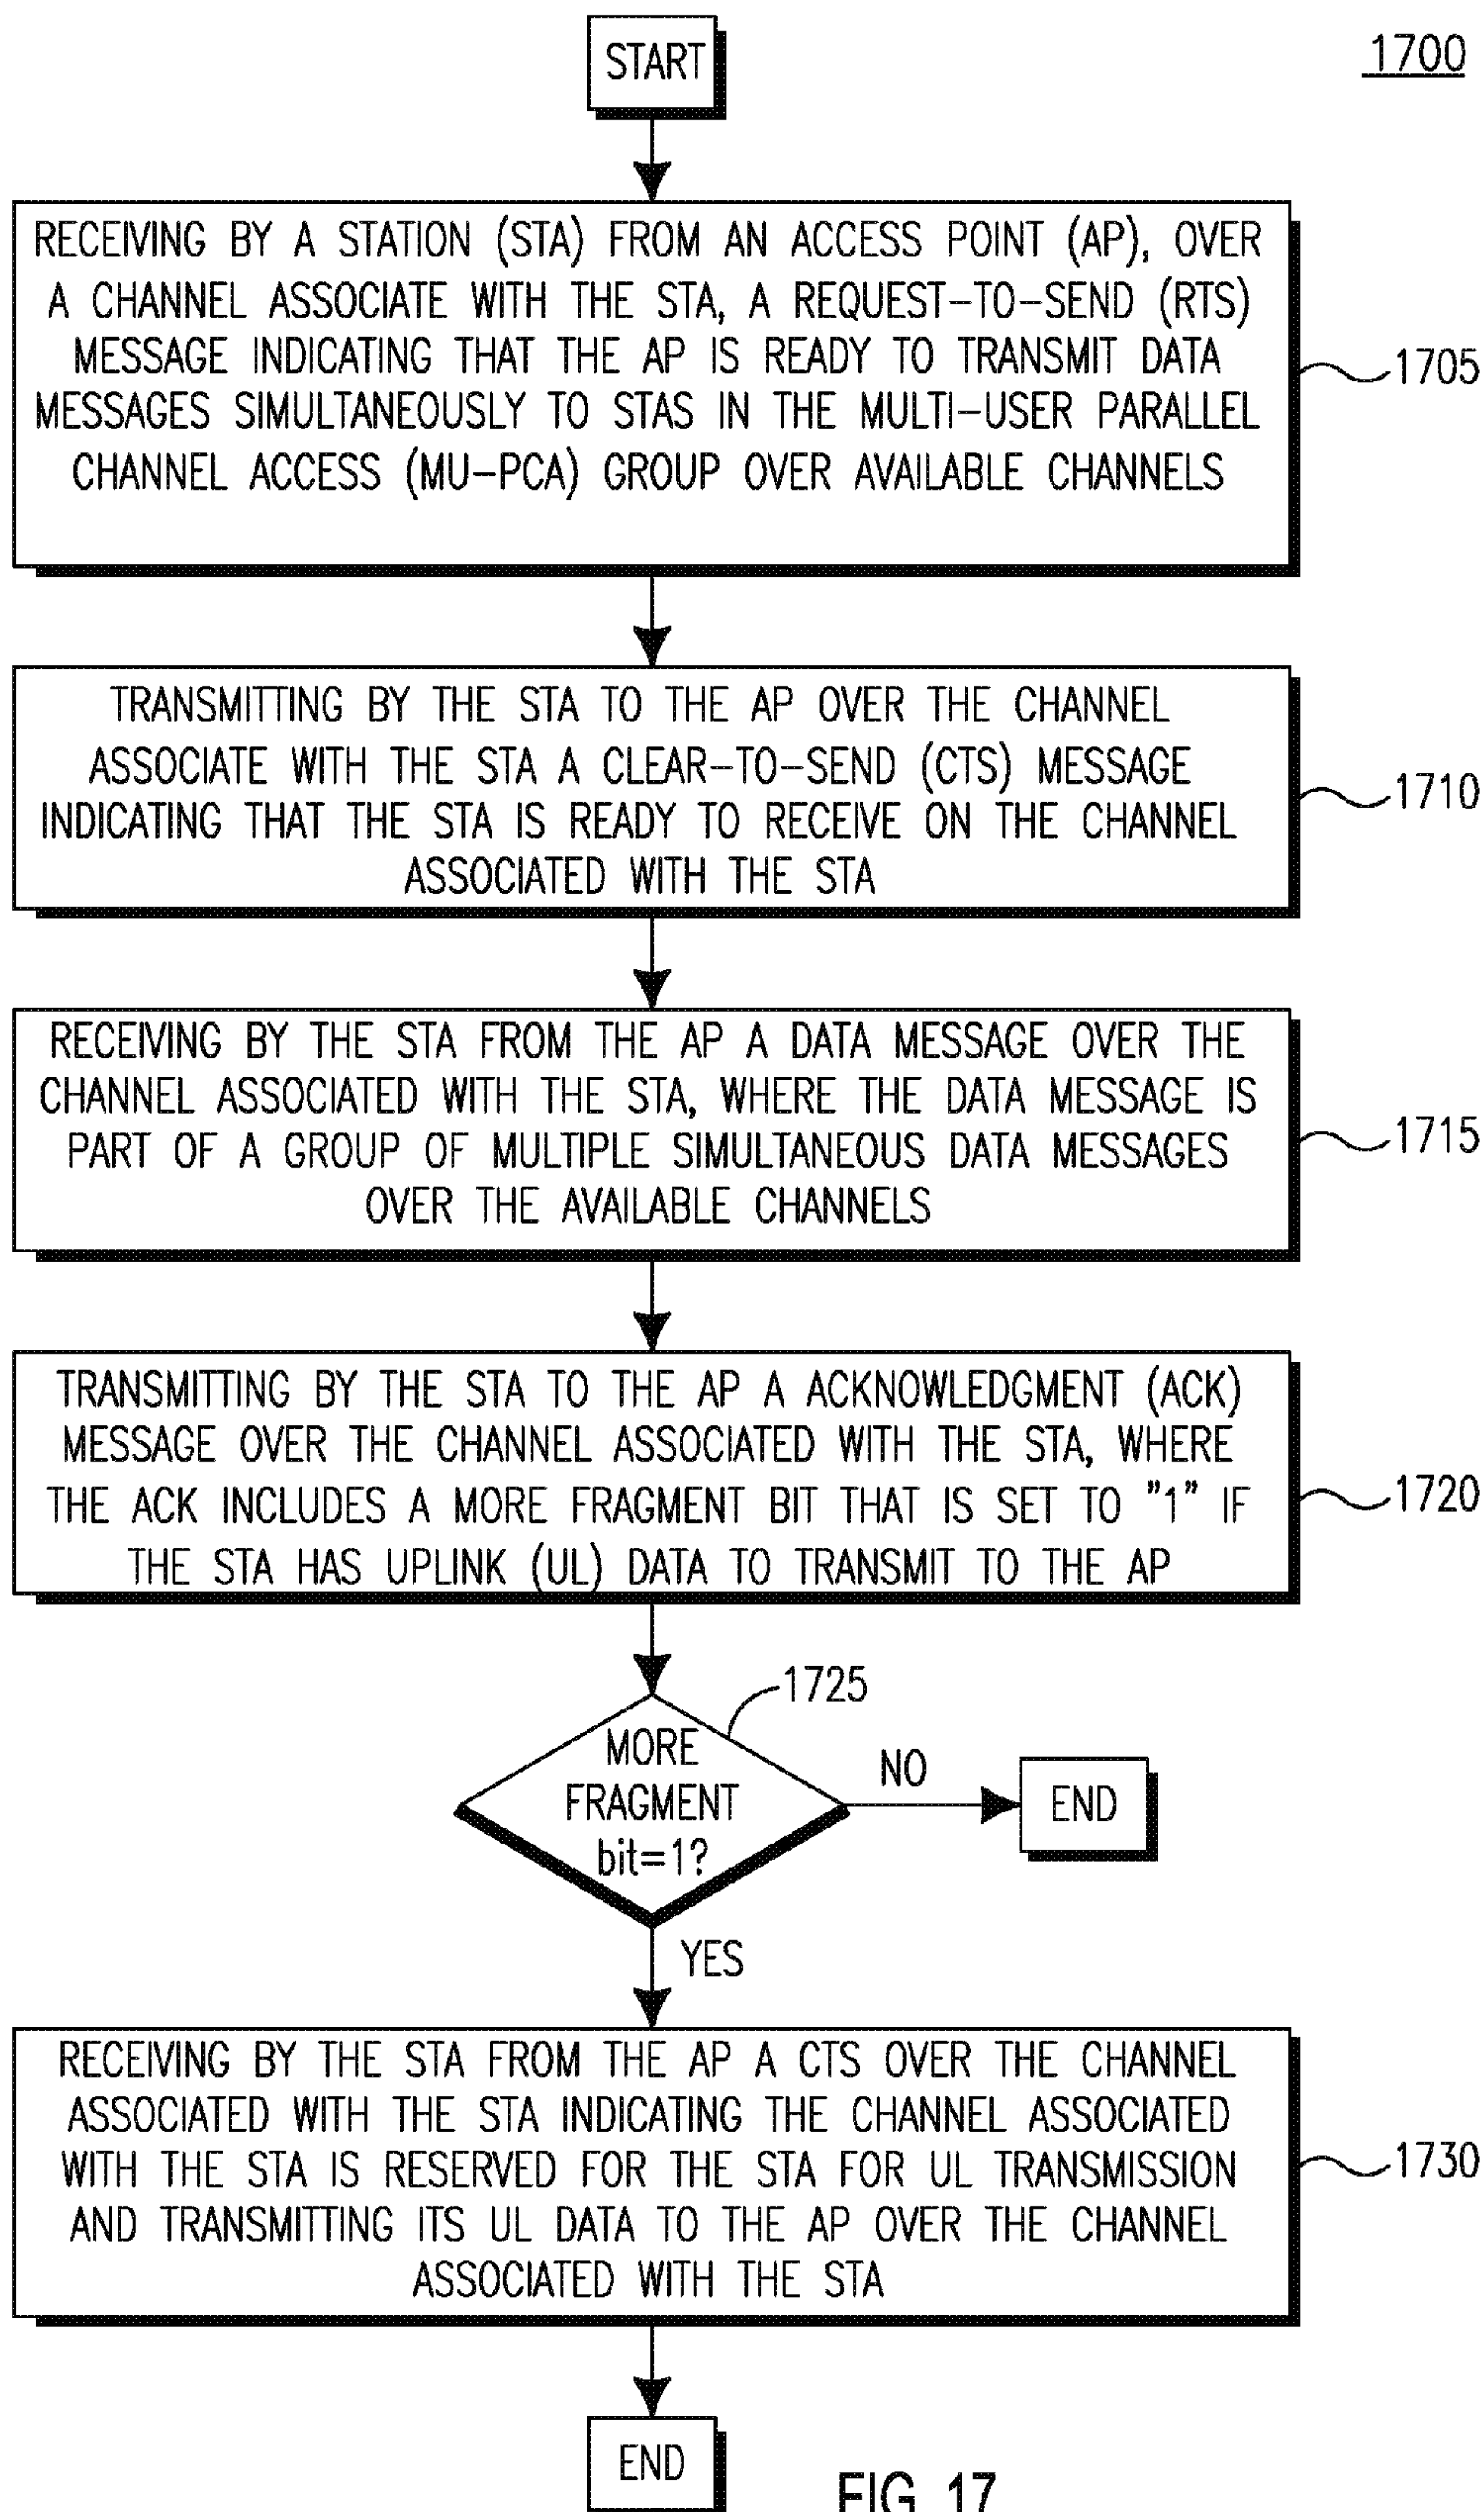 START
1700
RECEIVING BY A STATION (STA) FROM AN ACCESS POINT (AP), OVER
A CHANNEL ASSOCIATE WITH THE STA, A REQUEST-TO-SEND (RTS)
MESSAGE INDICATING THAT THE AP IS READY TO TRANSMIT DATA
MESSAGES SIMULTANEOUSLY TO STAS IN THE MULTI-USER PARALLEL
CHANNEL ACCESS (MU-PCA) GROUP OVER AVAILABLE CHANNELS
1705
TRANSMITTING BY THE STA TO THE AP OVER THE CHANNEL
ASSOCIATE WITH THE STA A CLEAR-TO-SEND (CTS) MESSAGE
INDICATING THAT THE STA IS READY TO RECEIVE ON THE CHANNEL
ASSOCIATED WITH THE STA
1710
RECEIVING BY THE STA FROM THE AP A DATA MESSAGE OVER THE
CHANNEL ASSOCIATED WITH THE STA, WHERE THE DATA MESSAGE IS
PART OF A GROUP OF MULTIPLE SIMULTANEOUS DATA MESSAGES
OVER THE AVAILABLE CHANNELS
1715
TRANSMITTING BY THE STA TO THE AP A ACKNOWLEDGMENT (ACK)
MESSAGE OVER THE CHANNEL ASSOCIATED WITH THE STA, WHERE
THE ACK INCLUDES A MORE FRAGMENT BIT THAT IS SET TO "1" IF
THE STA HAS UPLINK (UL) DATA TO TRANSMIT TO THE AP
1720
1725
MORE
FRAGMENT
bit=1?
NO
END
YES
RECEIVING BY THE STA FROM THE AP A CTS OVER THE CHANNEL
ASSOCIATED WITH THE STA INDICATING THE CHANNEL ASSOCIATED
WITH THE STA IS RESERVED FOR THE STA FOR UL TRANSMISSION
AND TRANSMITTING ITS UL DATA TO THE AP OVER THE CHANNEL
ASSOCIATED WITH THE STA
1730
END
FIG. 17